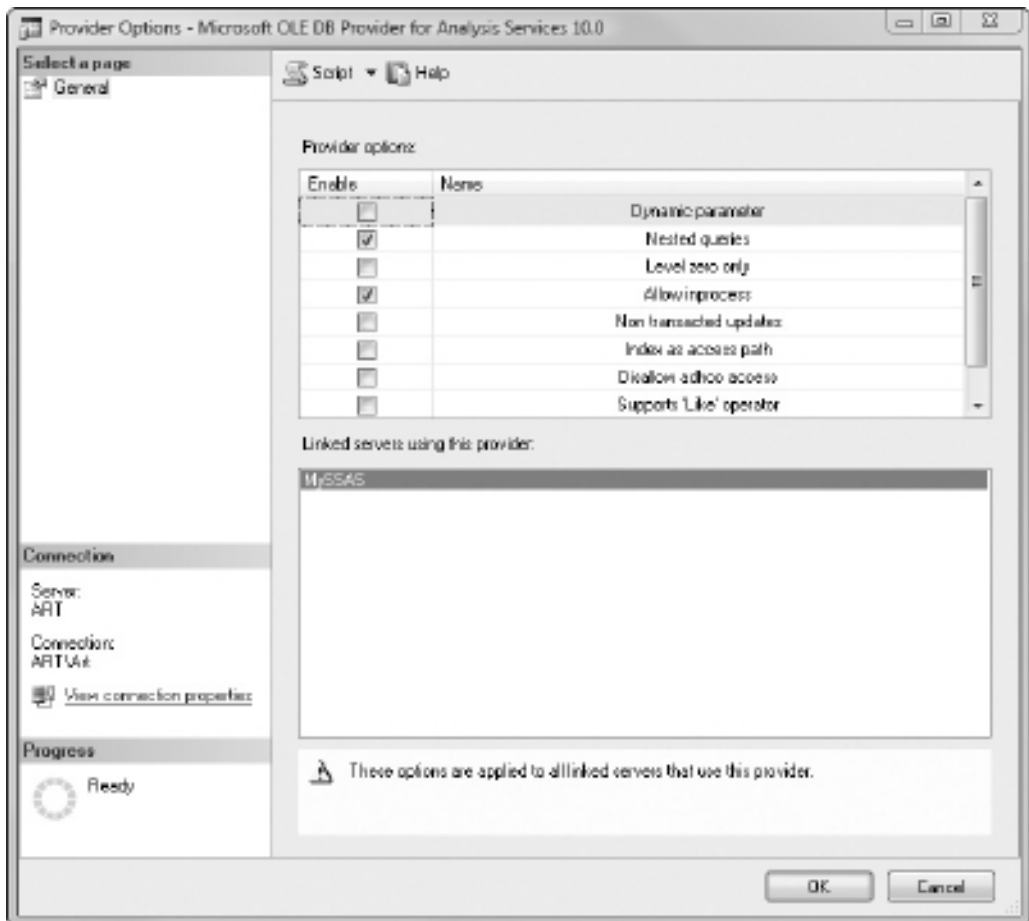 Provider Options - Microsoft OLE DB Provider for Analysis Services 10.0
Select a page
General
Script Help
Provider options:
Enable Name
Dynamic parameter
Nested queries
Level zero only
Allow inprocess
Non transacted updates
Index as access path
Disallow adhoc access
Supports 'Like' operator
Linked servers using this provider:
MySSAS
Connection
Server:
ART
Connection:
ART\Art
View connection properties
Progress
Ready
These options are applied to all linked servers that use this provider.
OK Cancel